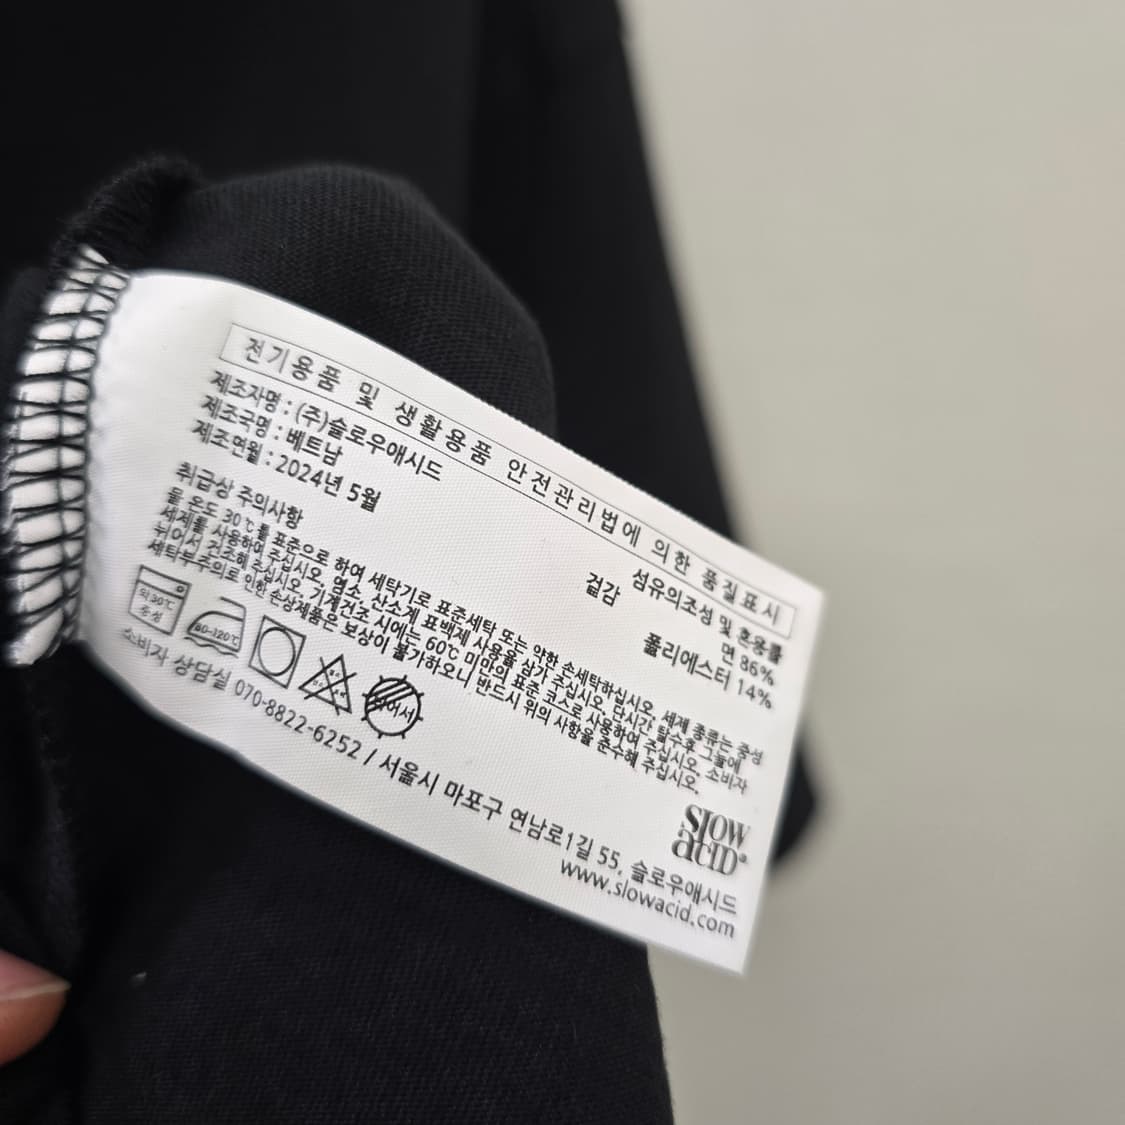 전기용품 및 생활용품 안전관리법에 의한 품질표시
제조자명 : (주)슬로우애시드
제조국명 : 베트남
제조연월 : 2024년 5월
섬유의조성 및 혼용률
겉감 면 86%
폴리에스터 14%
취급상 주의사항
물 온도 30℃를 표준으로 하여 세탁기로 표준세탁 또는 약한 손세탁하십시오. 세제 종류는 중성
세제를 사용하여 주십시오. 염소, 산소계 표백제 사용을 삼가 주십시오. 단시간 탈수후 그늘에
뉘어서 건조해 주십시오. 기계건조 시에는 60℃ 미만의 표준 코스로 사용하여 주십시오. 소비자
세탁부주의로 인한 손상제품은 보상이 불가하오니 반드시 위의 사항을 준수해 주십시오.
약30℃
중성
80-120℃
뉘어서
SLOW
aCID
소비자 상담실 070-8822-6252 / 서울시 마포구 연남로1길 55, 슬로우애시드
www.slowacid.com